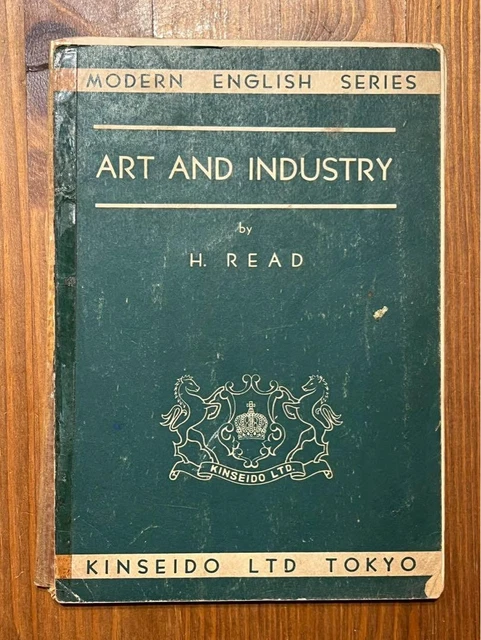 MODERN ENGLISH SERIES
ART AND INDUSTRY
by
H. READ
KINSEIDO LTD.
KINSEIDO LTD TOKYO